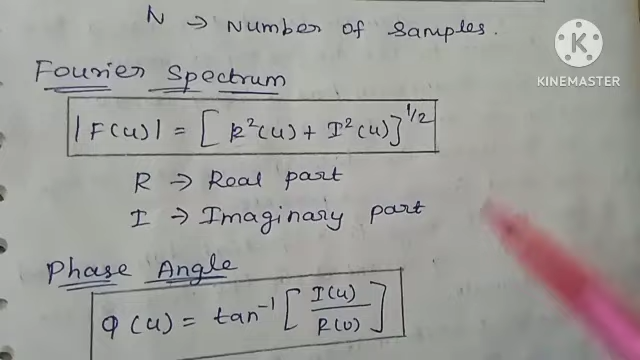 N → Number of Samples.
K
KINEMASTER
Fourier Spectrum
|F(u)| = [R²(u) + I²(u)]^1/2
R → Real part
I → Imaginary part
Phase Angle
φ(u) = tan⁻¹ [I(u)/R(u)]